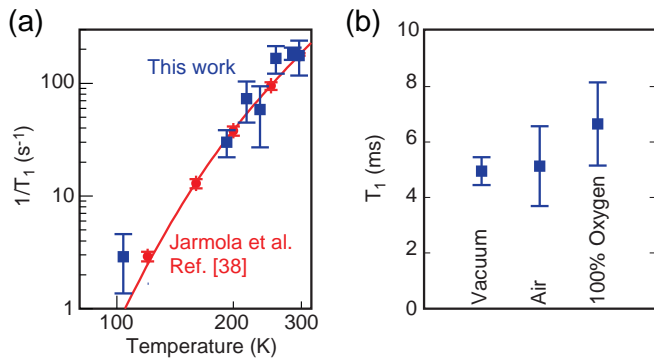 (a)
1/T₁ (s⁻¹)
100
10
1
This work
Jarmola et al.
Ref. [38]
100
200
300
Temperature (K)
(b)
T₁ (ms)
10
8
6
4
2
0
Vacuum
Air
100% Oxygen